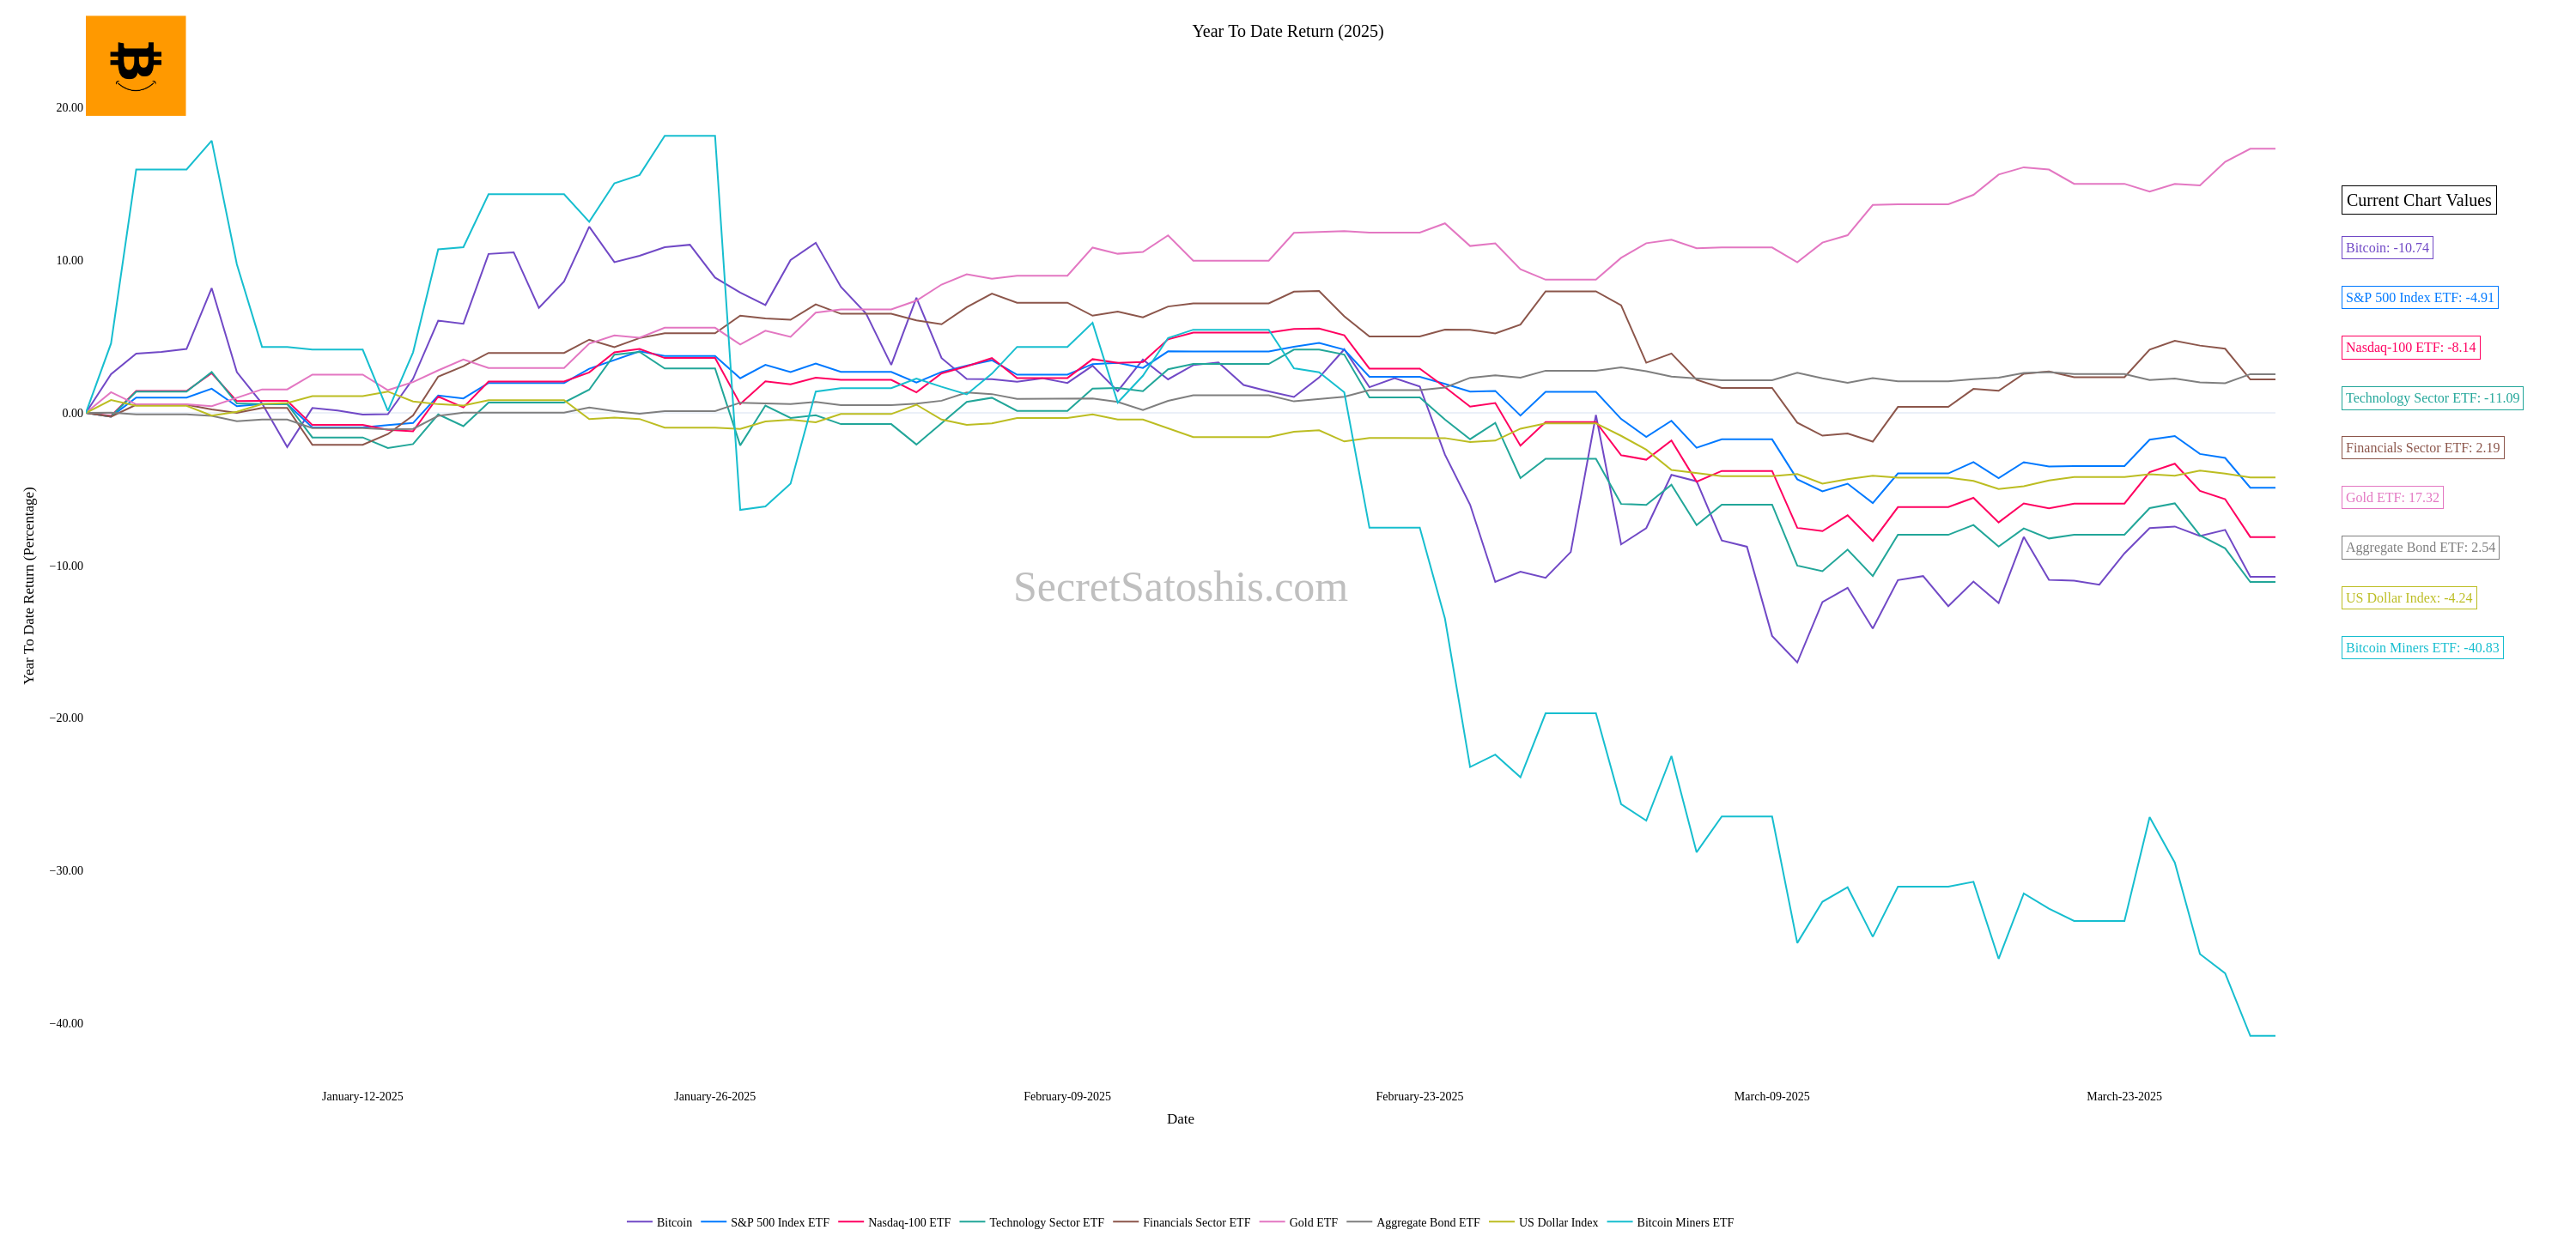 Year To Date Return (2025)
20.00
10.00
0.00
−10.00
−20.00
−30.00
−40.00
Year To Date Return (Percentage)
SecretSatoshis.com
January-12-2025
January-26-2025
February-09-2025
February-23-2025
March-09-2025
March-23-2025
Date
Current Chart Values
Bitcoin: -10.74
S&P 500 Index ETF: -4.91
Nasdaq-100 ETF: -8.14
Technology Sector ETF: -11.09
Financials Sector ETF: 2.19
Gold ETF: 17.32
Aggregate Bond ETF: 2.54
US Dollar Index: -4.24
Bitcoin Miners ETF: -40.83
Bitcoin S&P 500 Index ETF Nasdaq-100 ETF Technology Sector ETF Financials Sector ETF Gold ETF Aggregate Bond ETF US Dollar Index Bitcoin Miners ETF